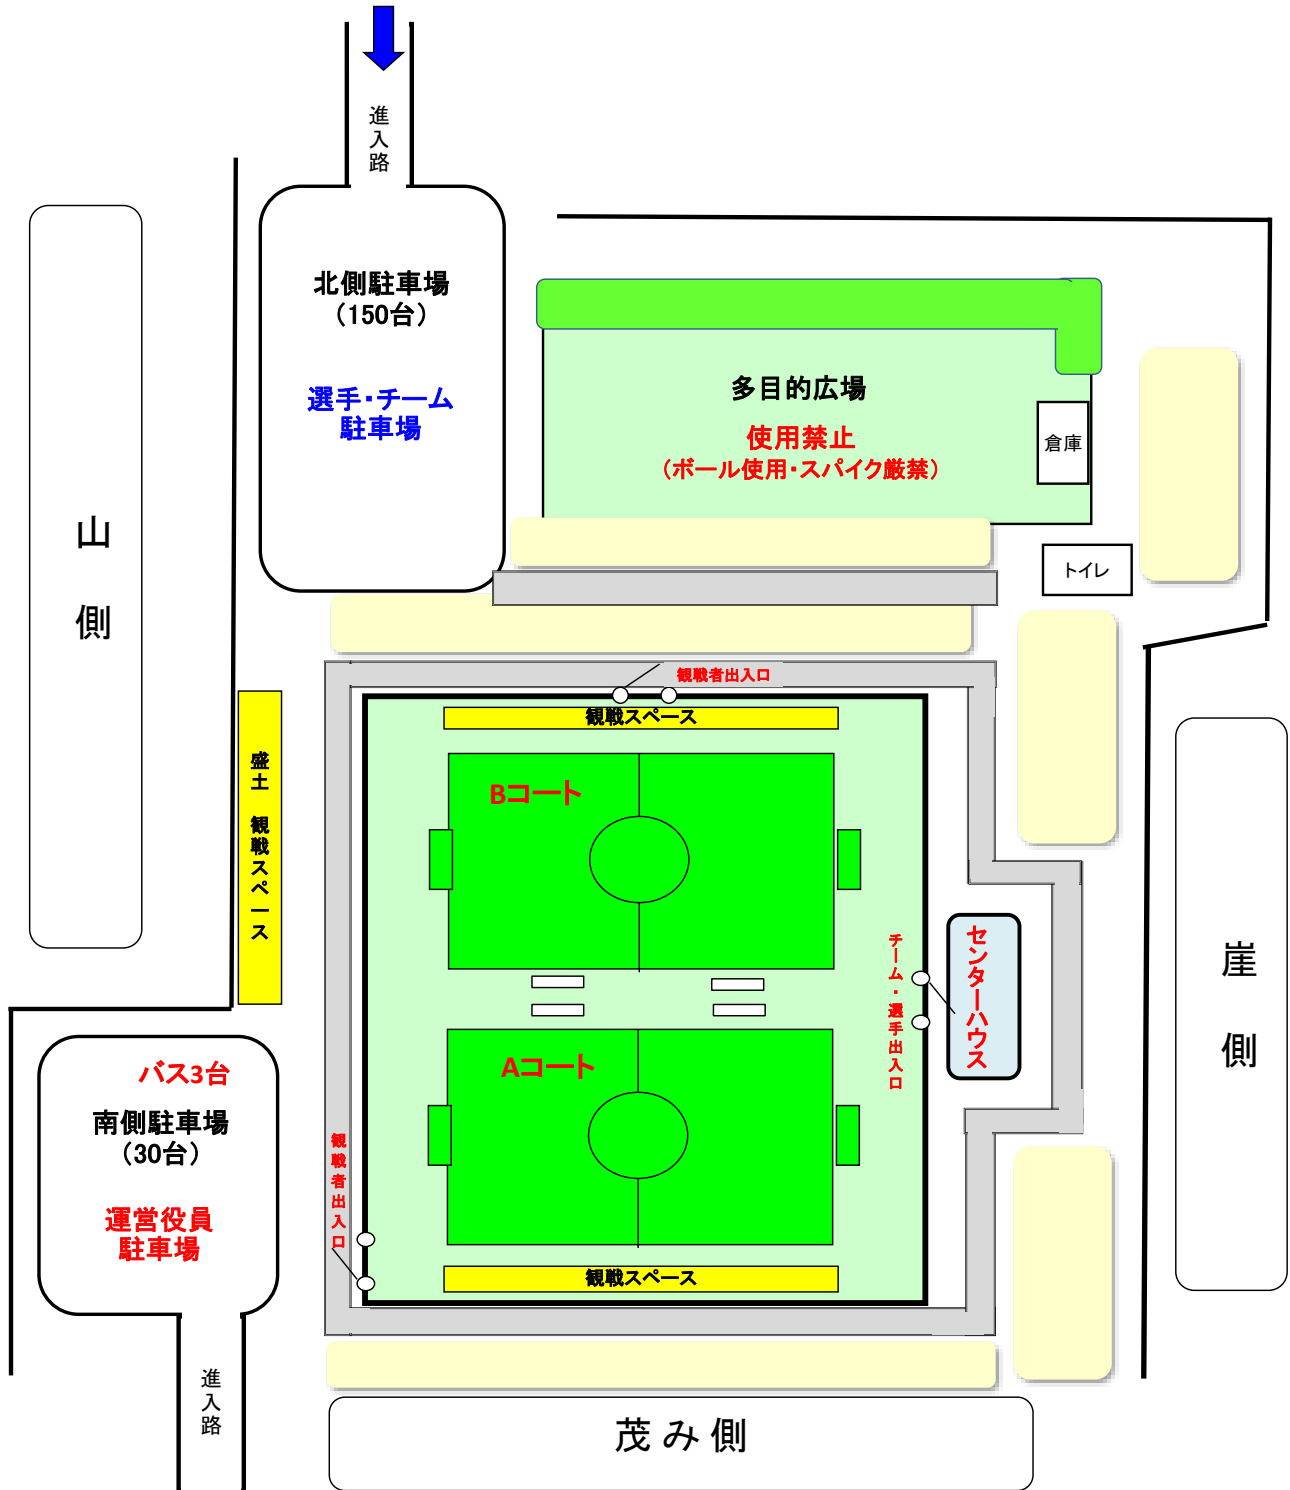 進入路
北側駐車場
（150台）
選手・チーム
駐車場
多目的広場
使用禁止
（ボール使用・スパイク厳禁）
倉庫
トイレ
山側
観戦者出入口
観戦スペース
盛土　観戦スペース
Bコート
チーム・選手出入口
センターハウス
崖側
Aコート
バス3台
南側駐車場
（30台）
運営役員
駐車場
観戦者出入口
観戦スペース
進入路
茂み側